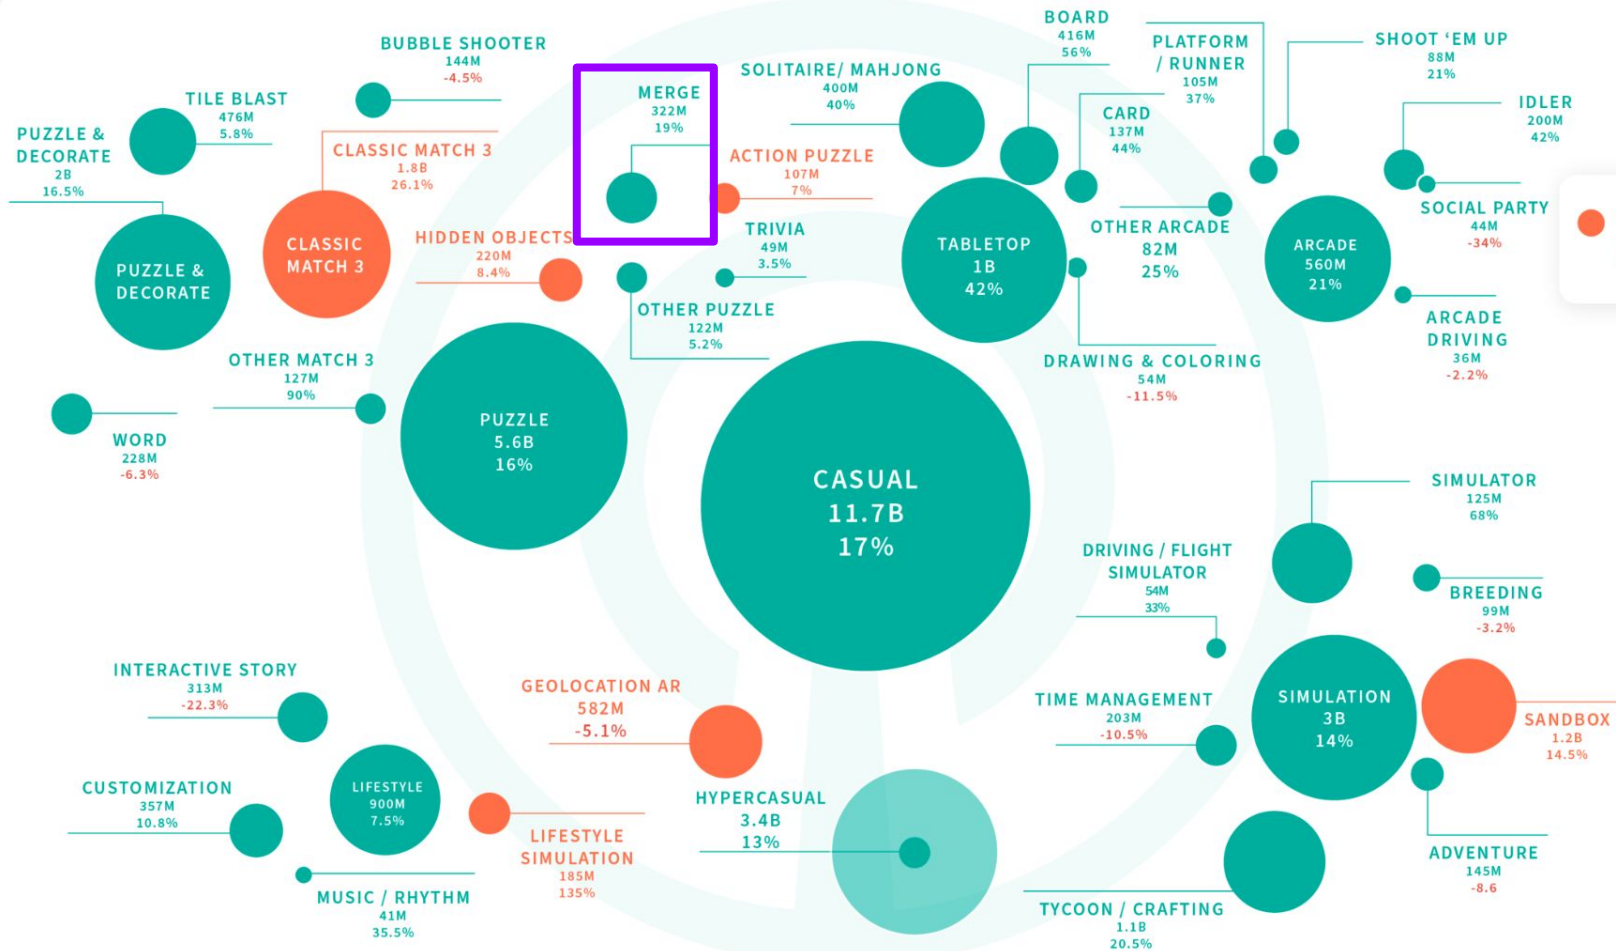 BUBBLE SHOOTER
144M
-4.5%
TILE BLAST
476M
5.8%
PUZZLE &
DECORATE
2B
16.5%
CLASSIC MATCH 3
1.8B
26.1%
MERGE
322M
19%
SOLITAIRE/ MAHJONG
400M
40%
ACTION PUZZLE
107M
7%
HIDDEN OBJECTS
220M
8.4%
TRIVIA
49M
3.5%
OTHER PUZZLE
122M
5.2%
CLASSIC
MATCH 3
PUZZLE &
DECORATE
OTHER MATCH 3
127M
90%
WORD
228M
-6.3%
PUZZLE
5.6B
16%
CASUAL
11.7B
17%
BOARD
416M
56%
PLATFORM
/ RUNNER
105M
37%
CARD
137M
44%
SHOOT ‘EM UP
88M
21%
IDLER
200M
42%
SOCIAL PARTY
44M
-34%
OTHER ARCADE
82M
25%
TABLETOP
1B
42%
ARCADE
560M
21%
ARCADE
DRIVING
36M
-2.2%
DRAWING & COLORING
54M
-11.5%
SIMULATOR
125M
68%
DRIVING / FLIGHT
SIMULATOR
54M
33%
BREEDING
99M
-3.2%
TIME MANAGEMENT
203M
-10.5%
SIMULATION
3B
14%
SANDBOX
1.2B
14.5%
ADVENTURE
145M
-8.6
TYCOON / CRAFTING
1.1B
20.5%
INTERACTIVE STORY
313M
-22.3%
CUSTOMIZATION
357M
10.8%
LIFESTYLE
900M
7.5%
MUSIC / RHYTHM
41M
35.5%
LIFESTYLE
SIMULATION
185M
135%
GEOLOCATION AR
582M
-5.1%
HYPERCASUAL
3.4B
13%